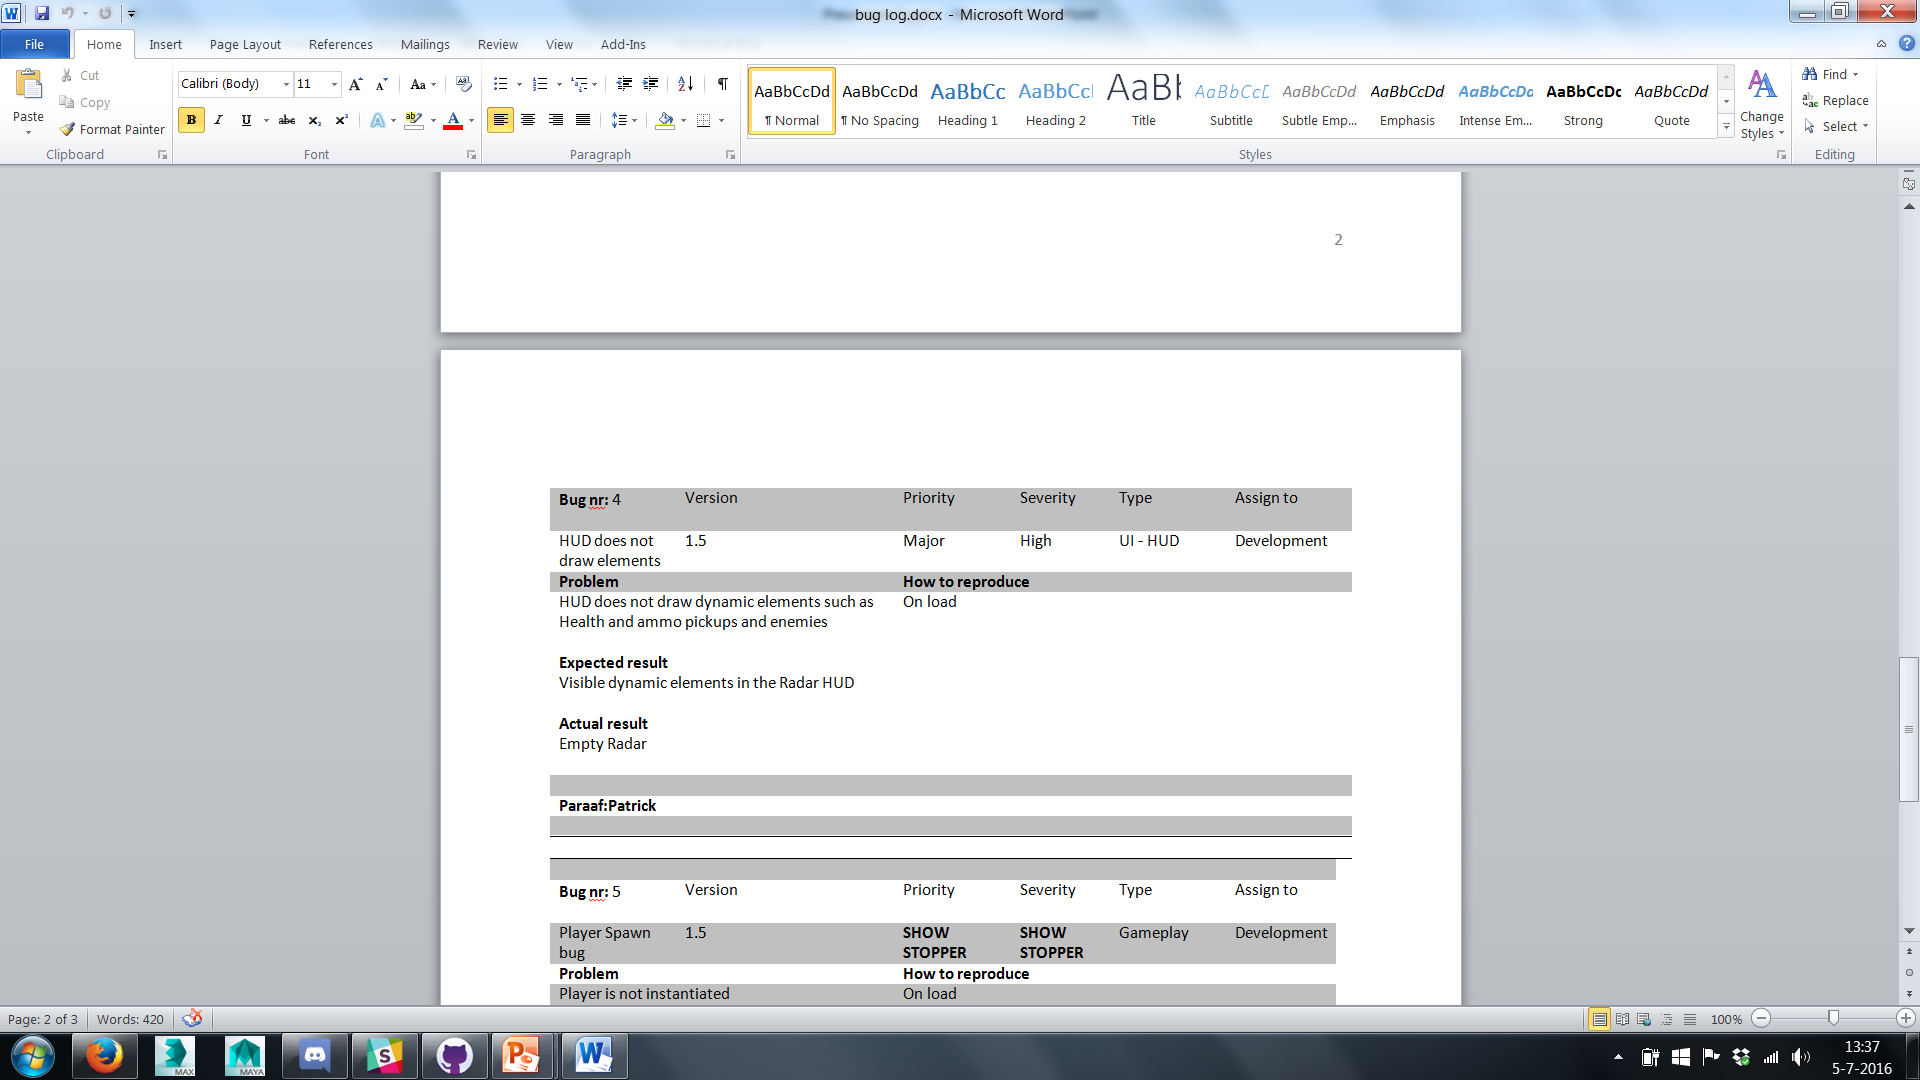 bug log.docx - Microsoft Word
File Home Insert Page Layout References Mailings Review View Add-Ins
Paste
Cut
Copy
Format Painter
Clipboard
Calibri (Body) 11
Font
Paragraph
AaBbCcDd AaBbCcDd AaBbCc AaBbCc AaB AaBbCcD AaBbCcDd AaBbCcDd AaBbCcDd AaBbCcDc AaBbCcDd
¶ Normal ¶ No Spacing Heading 1 Heading 2 Title Subtitle Subtle Emp... Emphasis Intense Em... Strong Quote
Styles
Change Styles
Find
Replace
Select
Editing
2
Bug nr: 4 Version Priority Severity Type Assign to
HUD does not 1.5 Major High UI - HUD Development
draw elements
Problem How to reproduce
HUD does not draw dynamic elements such as On load
Health and ammo pickups and enemies
Expected result
Visible dynamic elements in the Radar HUD
Actual result
Empty Radar
Paraaf:Patrick
Bug nr: 5 Version Priority Severity Type Assign to
Player Spawn 1.5 SHOW SHOW Gameplay Development
bug STOPPER STOPPER
Problem How to reproduce
Player is not instantiated On load
Page: 2 of 3 Words: 420 100%
MAX MAYA
13:37
5-7-2016